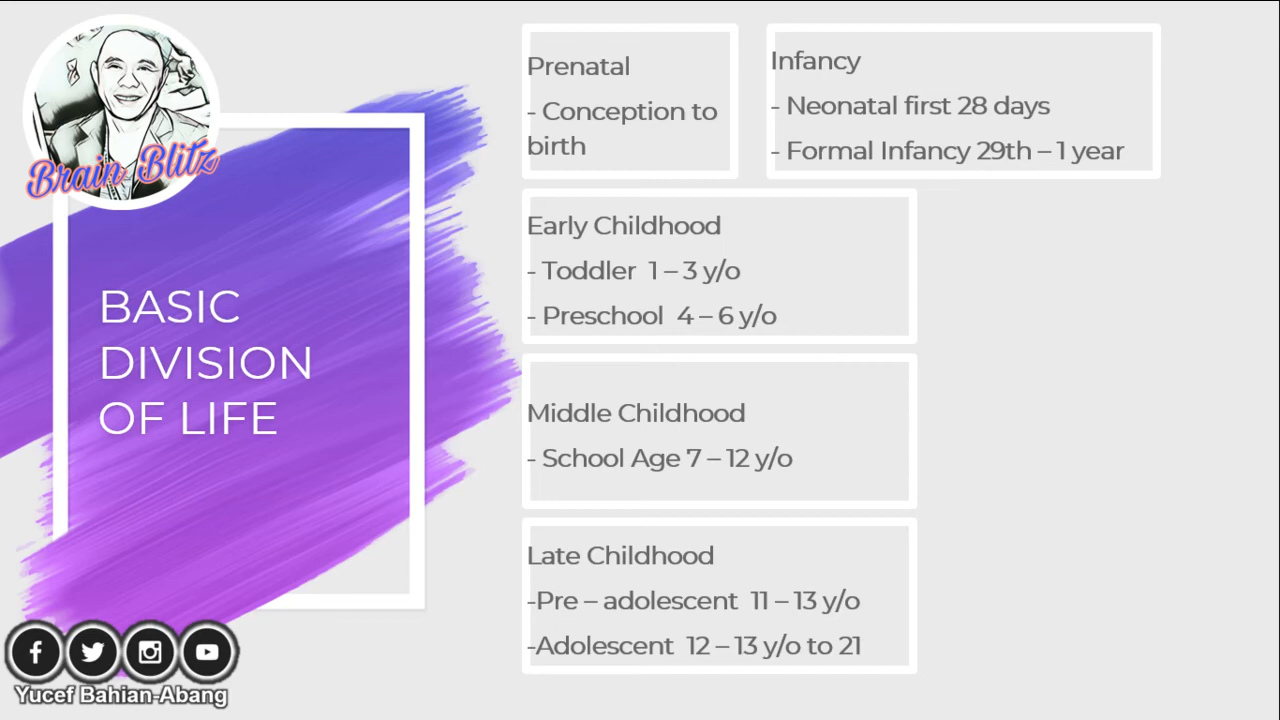 Brain Blitz
BASIC
DIVISION
OF LIFE
Prenatal
- Conception to
birth
Infancy
- Neonatal first 28 days
- Formal Infancy 29th – 1 year
Early Childhood
- Toddler  1 – 3 y/o
- Preschool  4 – 6 y/o
Middle Childhood
- School Age 7 – 12 y/o
Late Childhood
-Pre – adolescent  11 – 13 y/o
-Adolescent  12 – 13 y/o to 21
Yucef Bahian-Abang